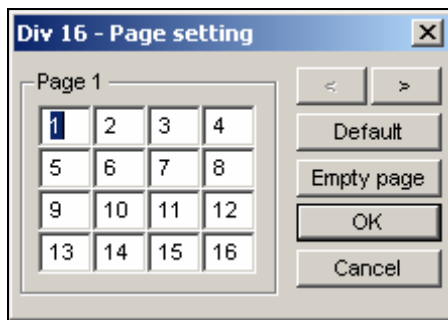 Div 16 - Page setting
Page 1
1 2 3 4
5 6 7 8
9 10 11 12
13 14 15 16
< >
Default
Empty page
OK
Cancel